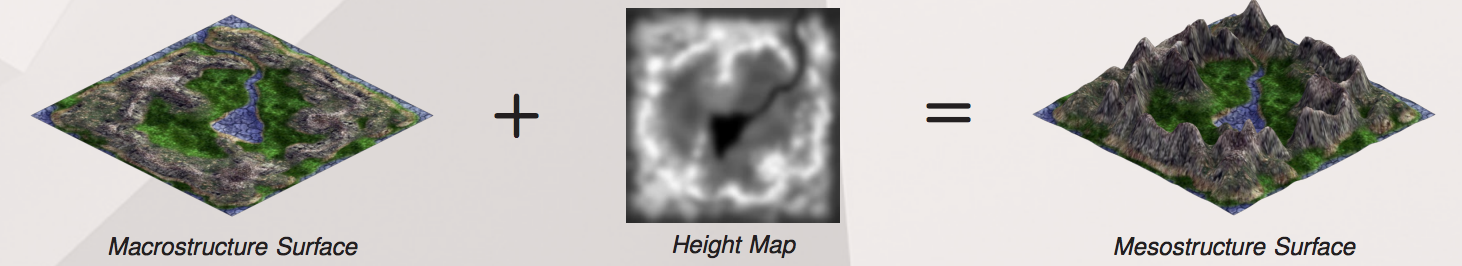 +
=
Macrostructure Surface
Height Map
Mesostructure Surface